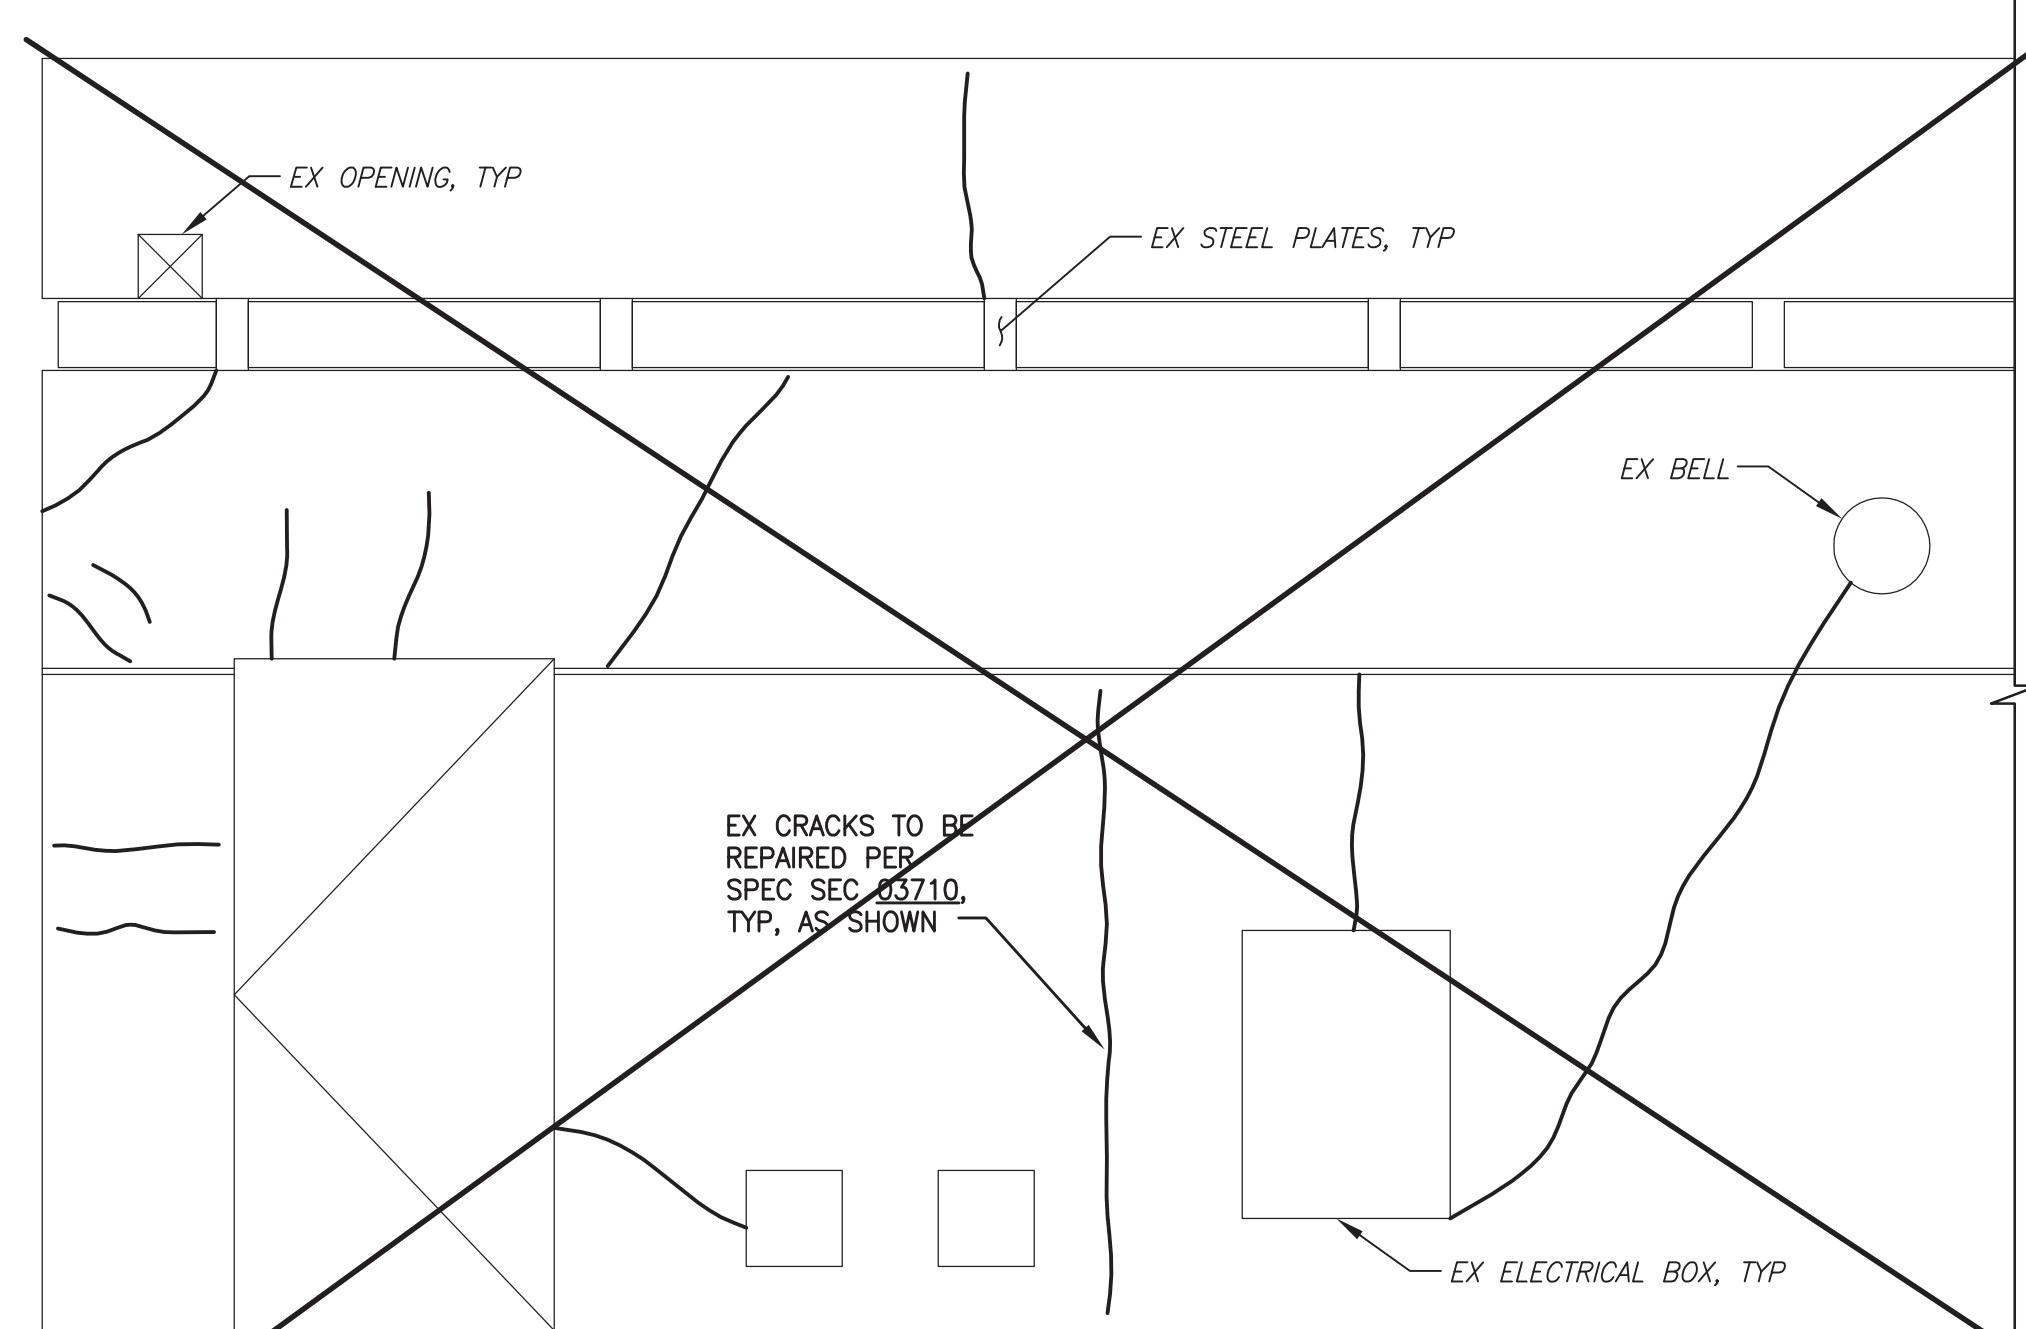 EX OPENING, TYP
EX STEEL PLATES, TYP
EX BELL
EX CRACKS TO BE
REPAIRED PER
SPEC SEC 03710,
TYP, AS SHOWN
EX ELECTRICAL BOX, TYP